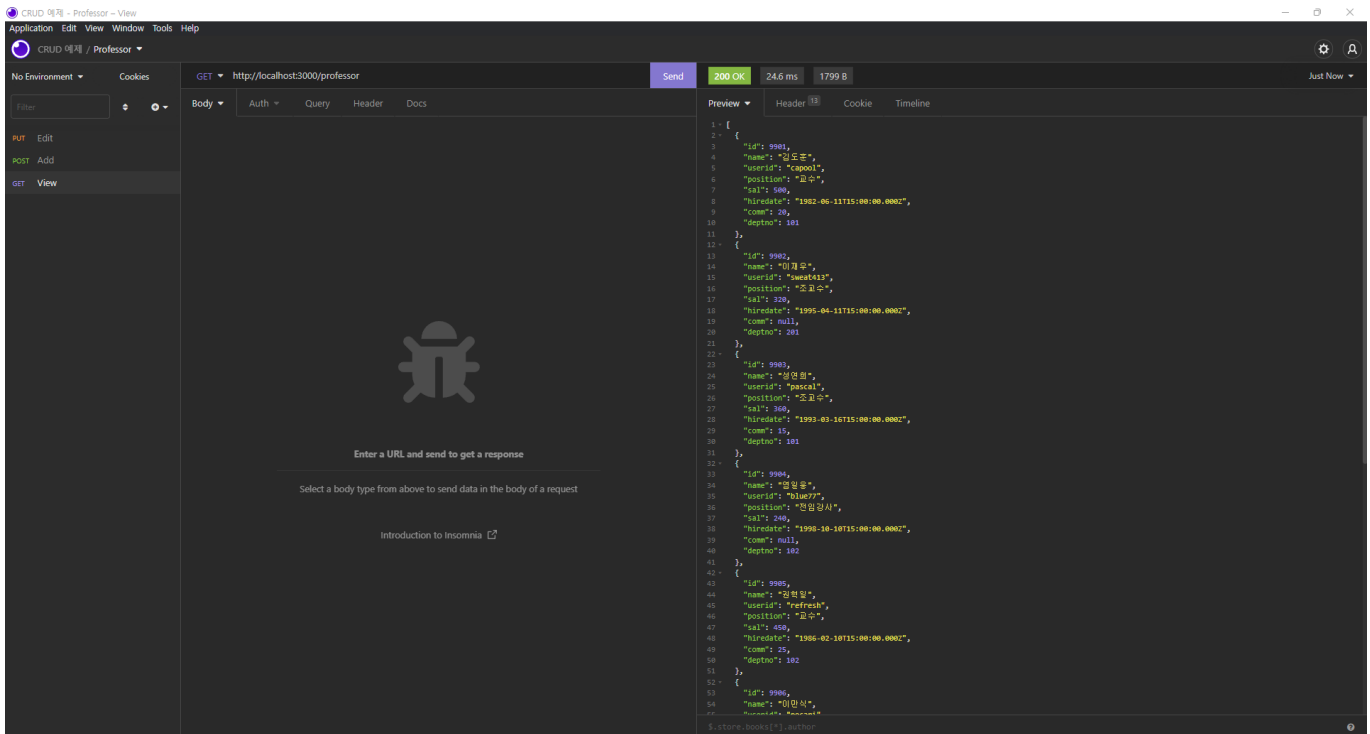 CRUD 예제 - Professor – View
Application Edit View Window Tools Help
CRUD 예제 / Professor
No Environment Cookies
Filter
PUT Edit
POST Add
GET View
GET http://localhost:3000/professor Send
Body Auth Query Header Docs
Enter a URL and send to get a response
Select a body type from above to send data in the body of a request
Introduction to Insomnia
200 OK 24.6 ms 1799 B Just Now
Preview Header 13 Cookie Timeline
1 [
2 {
3 "id": 9901,
4 "name": "김도훈",
5 "userid": "capool",
6 "position": "교수",
7 "sal": 500,
8 "hiredate": "1982-06-11T15:00:00.000Z",
9 "comm": 20,
10 "deptno": 101
11 },
12 {
13 "id": 9902,
14 "name": "이재우",
15 "userid": "sweat413",
16 "position": "조교수",
17 "sal": 320,
18 "hiredate": "1995-04-11T15:00:00.000Z",
19 "comm": null,
20 "deptno": 201
21 },
22 {
23 "id": 9903,
24 "name": "성연희",
25 "userid": "pascal",
26 "position": "조교수",
27 "sal": 360,
28 "hiredate": "1993-03-16T15:00:00.000Z",
29 "comm": 15,
30 "deptno": 101
31 },
32 {
33 "id": 9904,
34 "name": "염일웅",
35 "userid": "blue77",
36 "position": "전임강사",
37 "sal": 240,
38 "hiredate": "1998-10-10T15:00:00.000Z",
39 "comm": null,
40 "deptno": 102
41 },
42 {
43 "id": 9905,
44 "name": "권혁일",
45 "userid": "refresh",
46 "position": "교수",
47 "sal": 450,
48 "hiredate": "1986-02-10T15:00:00.000Z",
49 "comm": 25,
50 "deptno": 102
51 },
52 {
53 "id": 9906,
54 "name": "이만식",
$.store.books[*].author